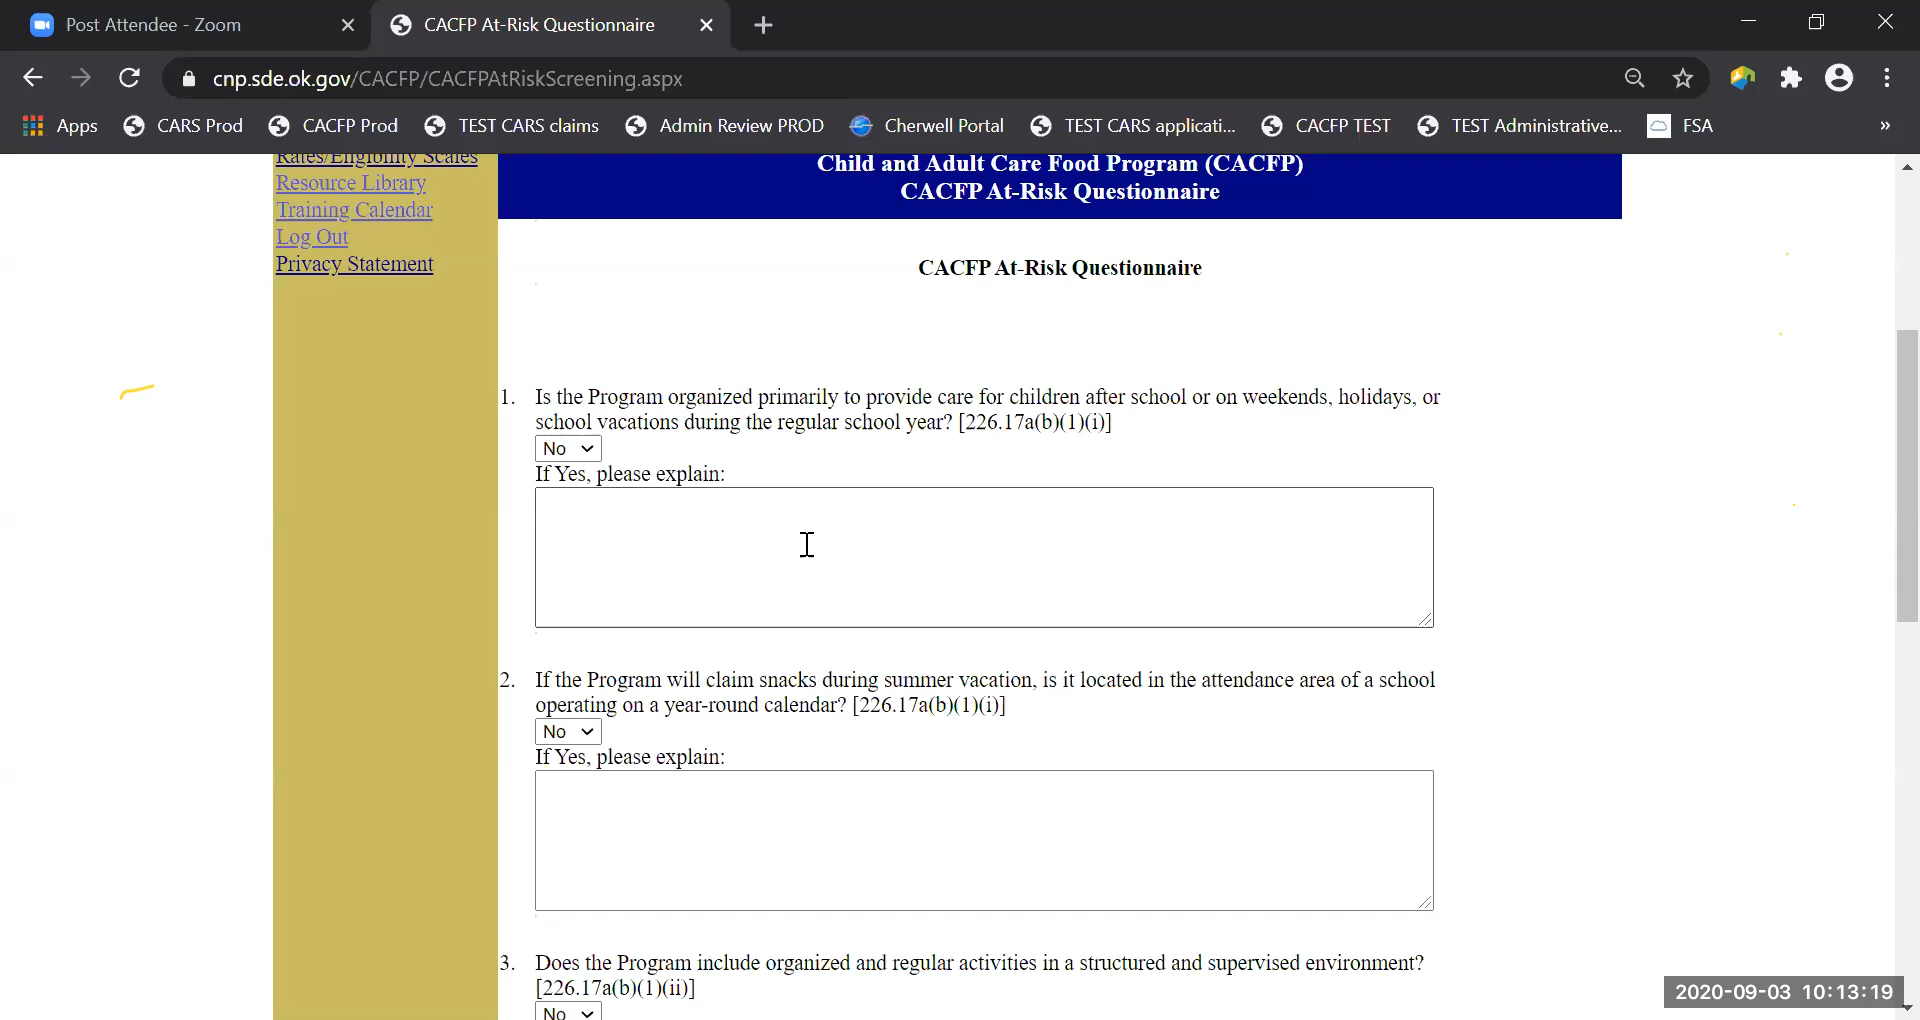 Post Attendee - Zoom
CACFP At-Risk Questionnaire
cnp.sde.ok.gov/CACFP/CACFPAtRiskScreening.aspx
Apps
CARS Prod
CACFP Prod
TEST CARS claims
Admin Review PROD
Cherwell Portal
TEST CARS applicati...
CACFP TEST
TEST Administrative...
FSA
»
Rates/Eligibility Scales
Resource Library
Training Calendar
Log Out
Privacy Statement
Child and Adult Care Food Program (CACFP)
CACFP At-Risk Questionnaire
CACFP At-Risk Questionnaire
1. Is the Program organized primarily to provide care for children after school or on weekends, holidays, or
school vacations during the regular school year? [226.17a(b)(1)(i)]
No
If Yes, please explain:
2. If the Program will claim snacks during summer vacation, is it located in the attendance area of a school
operating on a year-round calendar? [226.17a(b)(1)(i)]
No
If Yes, please explain:
3. Does the Program include organized and regular activities in a structured and supervised environment?
[226.17a(b)(1)(ii)]
No
2020-09-03 10:13:19